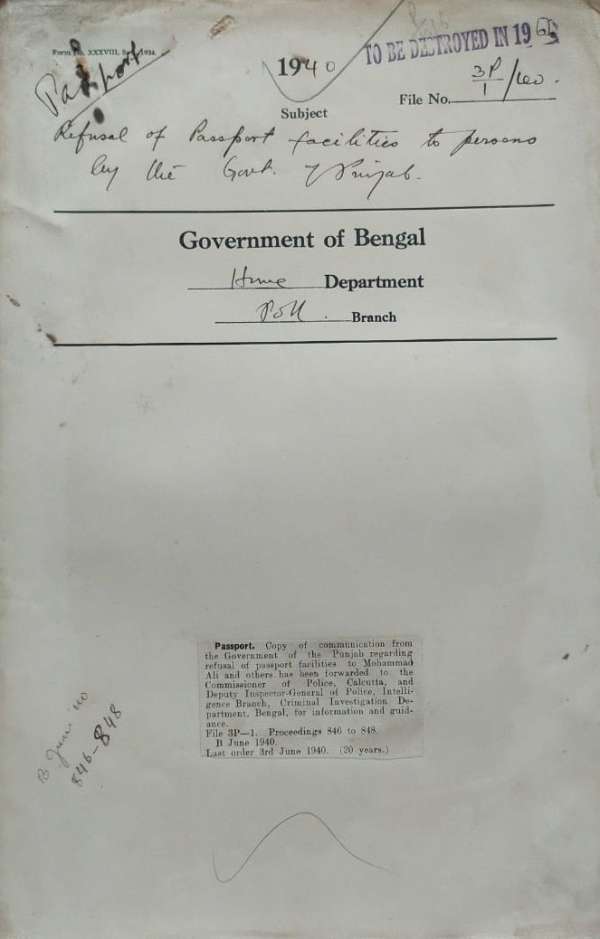 Form No. XXXVIII,
Passport
TO BE DESTROYED IN 19
1940
File No. 3P/1/40.
Subject
Refusal of Passport facilities to persons
by the Govt. of Punjab.
Government of Bengal
Home Department
Poll. Branch
Passport. Copy of communication from
the Government of the Punjab regarding
refusal of passport facilities to Mohammad
Ali and others has been forwarded to the
Commissioner of Police, Calcutta, and
Deputy Inspector-General of Police, Intelli-
gence Branch, Criminal Investigation De-
partment, Bengal, for information and guid-
ance.
File 3P—1. Proceedings 846 to 848.
B June 1940.
Last order 3rd June 1940. (20 years.)
B June '40
846-848